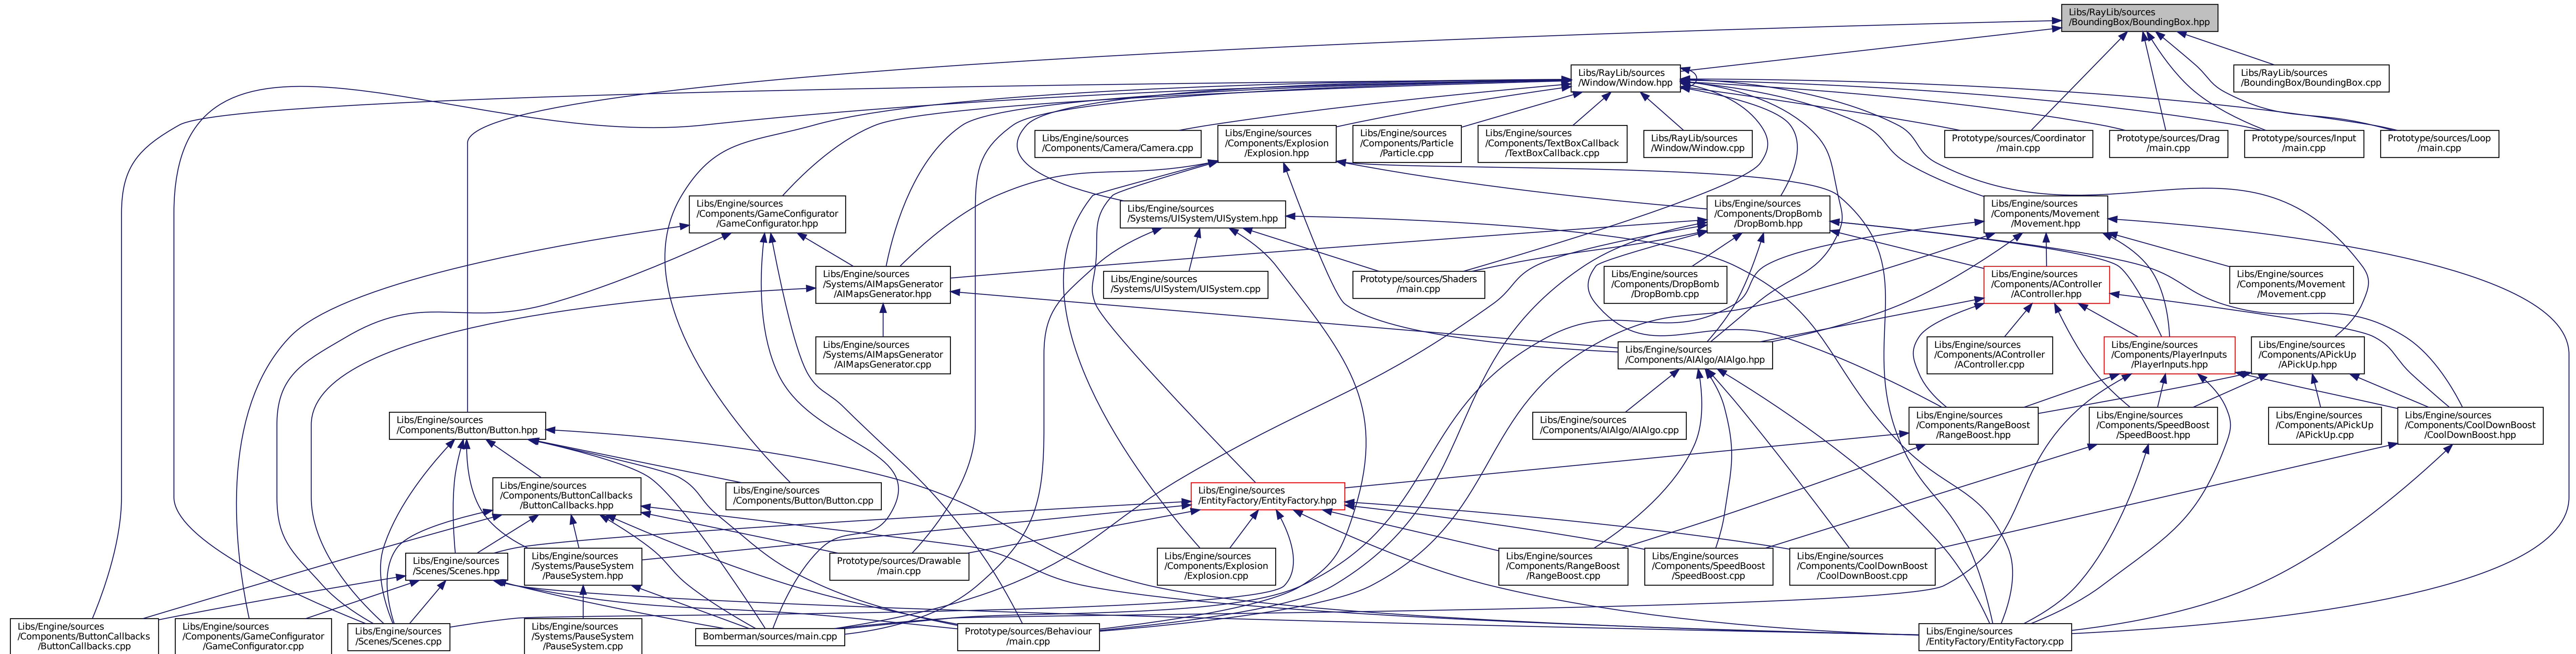 Libs/RayLib/sources
/BoundingBox/BoundingBox.hpp
Libs/RayLib/sources
/Window/Window.hpp
Libs/RayLib/sources
/BoundingBox/BoundingBox.cpp
Libs/Engine/sources
/Components/Camera/Camera.cpp
Libs/Engine/sources
/Components/Explosion
/Explosion.hpp
Libs/Engine/sources
/Components/Particle
/Particle.cpp
Libs/Engine/sources
/Components/TextBoxCallback
/TextBoxCallback.cpp
Libs/RayLib/sources
/Window/Window.cpp
Prototype/sources/Coordinator
/main.cpp
Prototype/sources/Drag
/main.cpp
Prototype/sources/Input
/main.cpp
Prototype/sources/Loop
/main.cpp
Libs/Engine/sources
/Components/GameConfigurator
/GameConfigurator.hpp
Libs/Engine/sources
/Systems/UISystem/UISystem.hpp
Libs/Engine/sources
/Components/DropBomb
/DropBomb.hpp
Libs/Engine/sources
/Components/Movement
/Movement.hpp
Libs/Engine/sources
/Systems/AIMapsGenerator
/AIMapsGenerator.hpp
Libs/Engine/sources
/Systems/UISystem/UISystem.cpp
Prototype/sources/Shaders
/main.cpp
Libs/Engine/sources
/Components/DropBomb
/DropBomb.cpp
Libs/Engine/sources
/Components/AController
/AController.hpp
Libs/Engine/sources
/Components/Movement
/Movement.cpp
Libs/Engine/sources
/Systems/AIMapsGenerator
/AIMapsGenerator.cpp
Libs/Engine/sources
/Components/AIAlgo/AIAlgo.hpp
Libs/Engine/sources
/Components/AController
/AController.cpp
Libs/Engine/sources
/Components/PlayerInputs
/PlayerInputs.hpp
Libs/Engine/sources
/Components/APickUp
/APickUp.hpp
Libs/Engine/sources
/Components/Button/Button.hpp
Libs/Engine/sources
/Components/AIAlgo/AIAlgo.cpp
Libs/Engine/sources
/Components/RangeBoost
/RangeBoost.hpp
Libs/Engine/sources
/Components/SpeedBoost
/SpeedBoost.hpp
Libs/Engine/sources
/Components/APickUp
/APickUp.cpp
Libs/Engine/sources
/Components/CoolDownBoost
/CoolDownBoost.hpp
Libs/Engine/sources
/Components/ButtonCallbacks
/ButtonCallbacks.hpp
Libs/Engine/sources
/Components/Button/Button.cpp
Libs/Engine/sources
/EntityFactory/EntityFactory.hpp
Libs/Engine/sources
/Scenes/Scenes.hpp
Libs/Engine/sources
/Systems/PauseSystem
/PauseSystem.hpp
Prototype/sources/Drawable
/main.cpp
Libs/Engine/sources
/Components/Explosion
/Explosion.cpp
Libs/Engine/sources
/Components/RangeBoost
/RangeBoost.cpp
Libs/Engine/sources
/Components/SpeedBoost
/SpeedBoost.cpp
Libs/Engine/sources
/Components/CoolDownBoost
/CoolDownBoost.cpp
Libs/Engine/sources
/Components/ButtonCallbacks
/ButtonCallbacks.cpp
Libs/Engine/sources
/Components/GameConfigurator
/GameConfigurator.cpp
Libs/Engine/sources
/Scenes/Scenes.cpp
Libs/Engine/sources
/Systems/PauseSystem
/PauseSystem.cpp
Bomberman/sources/main.cpp
Prototype/sources/Behaviour
/main.cpp
Libs/Engine/sources
/EntityFactory/EntityFactory.cpp